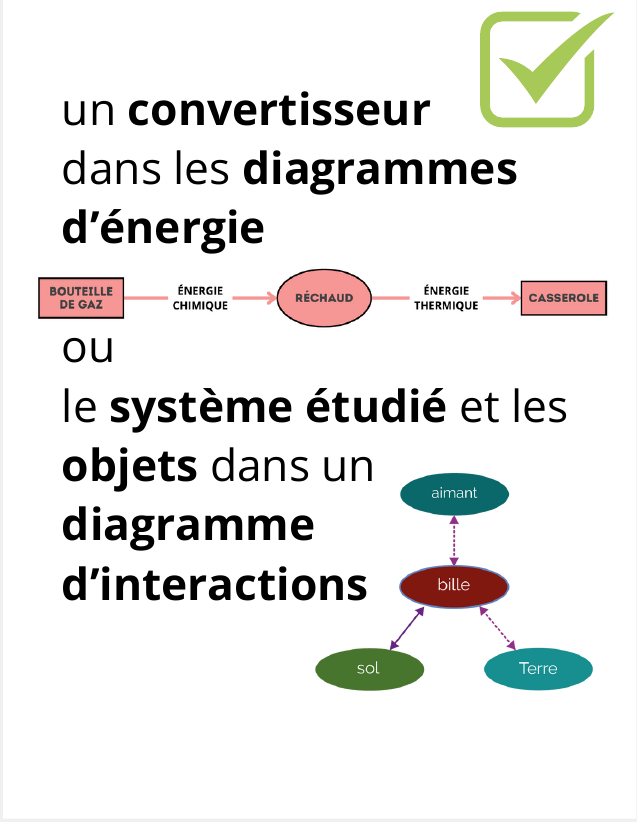 un convertisseur
dans les diagrammes
d’énergie
BOUTEILLE
DE GAZ
ÉNERGIE
CHIMIQUE
RÉCHAUD
ÉNERGIE
THERMIQUE
CASSEROLE
ou
le système étudié et les
objets dans un
diagramme
d’interactions
aimant
bille
sol
Terre